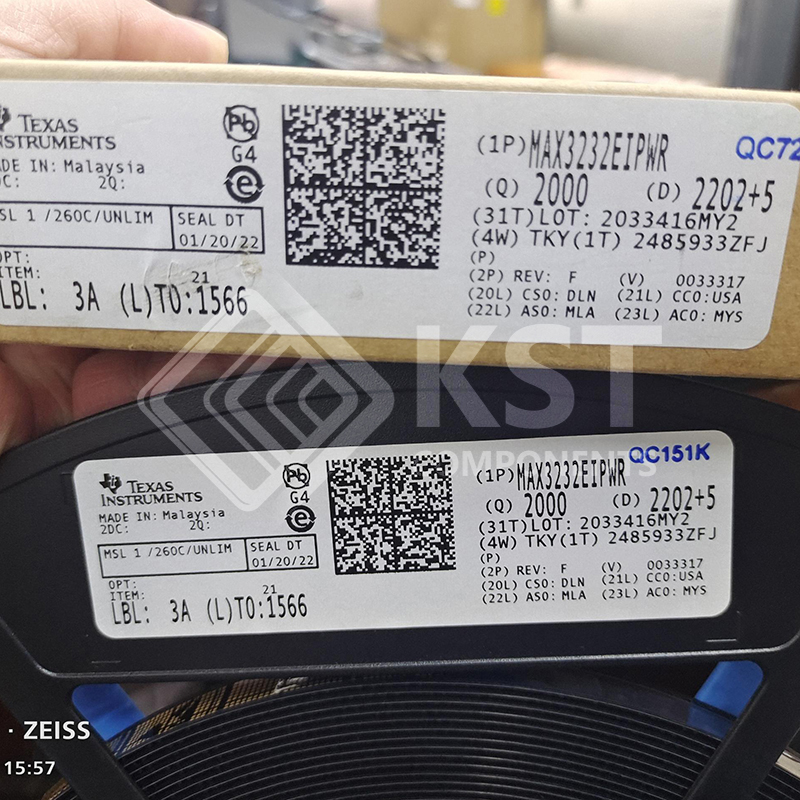 TEXAS
INSTRUMENTS
MADE IN: Malaysia
2Q:
MSL 1 /260C/UNLIM
SEAL DT
01/20/22
OPT:
ITEM:
LBL: 3A (L)TO:1566
21
Pb
G4
e
(1P)MAX3232EIPWR
QC72
(Q) 2000 (D) 2202+5
(31T)LOT: 2033416MY2
(4W) TKY(1T) 2485933ZFJ
(P)
(2P) REV: F (V) 0033317
(20L) CSO:DLN (21L) CCO:USA
(22L) ASO: MLA (23L) ACO: MYS
KST
COMPONENTS
TEXAS
INSTRUMENTS
MADE IN: Malaysia
2DC: 2Q:
MSL 1 /260C/UNLIM
SEAL DT
01/20/22
OPT:
ITEM:
LBL: 3A (L)TO:1566
21
Pb
G4
e
(1P)MAX3232EIPWR
QC151K
(Q) 2000 (D) 2202+5
(31T)LOT: 2033416MY2
(4W) TKY(1T) 2485933ZFJ
(P)
(2P) REV: F (V) 0033317
(20L) CSO: DLN (21L) CCO:USA
(22L) ASO: MLA (23L) ACO: MYS
· ZEISS
15:57